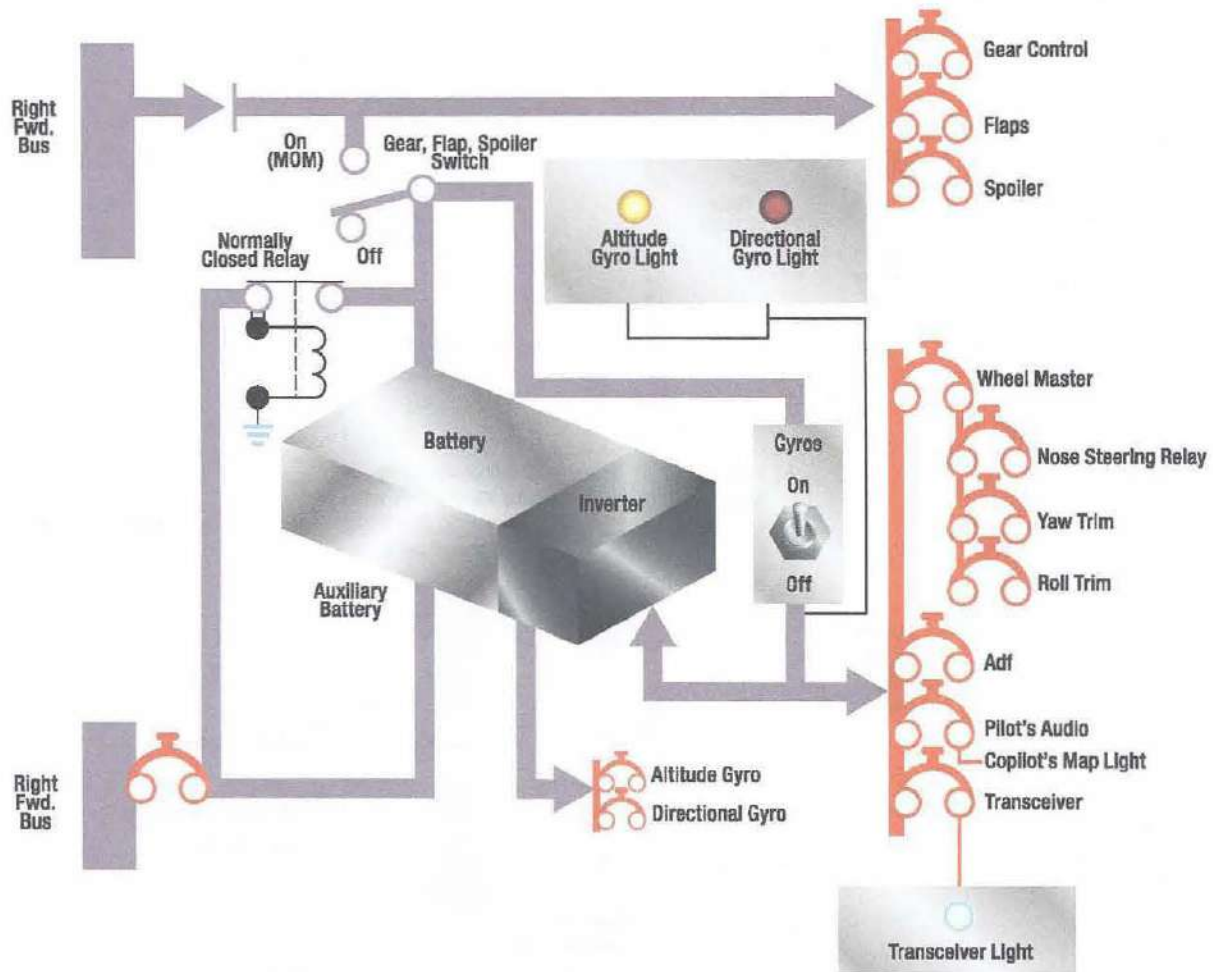 Right
Fwd.
Bus
On
(MOM)
Gear, Flap, Spoiler
Switch
Off
Normally
Closed Relay
Altitude
Gyro Light
Directional
Gyro Light
Gear Control
Flaps
Spoiler
Battery
Inverter
Auxiliary
Battery
Gyros
On
Off
Wheel Master
Nose Steering Relay
Yaw Trim
Roll Trim
Adf
Pilot's Audio
Copilot's Map Light
Transceiver
Right
Fwd.
Bus
Altitude Gyro
Directional Gyro
Transceiver Light